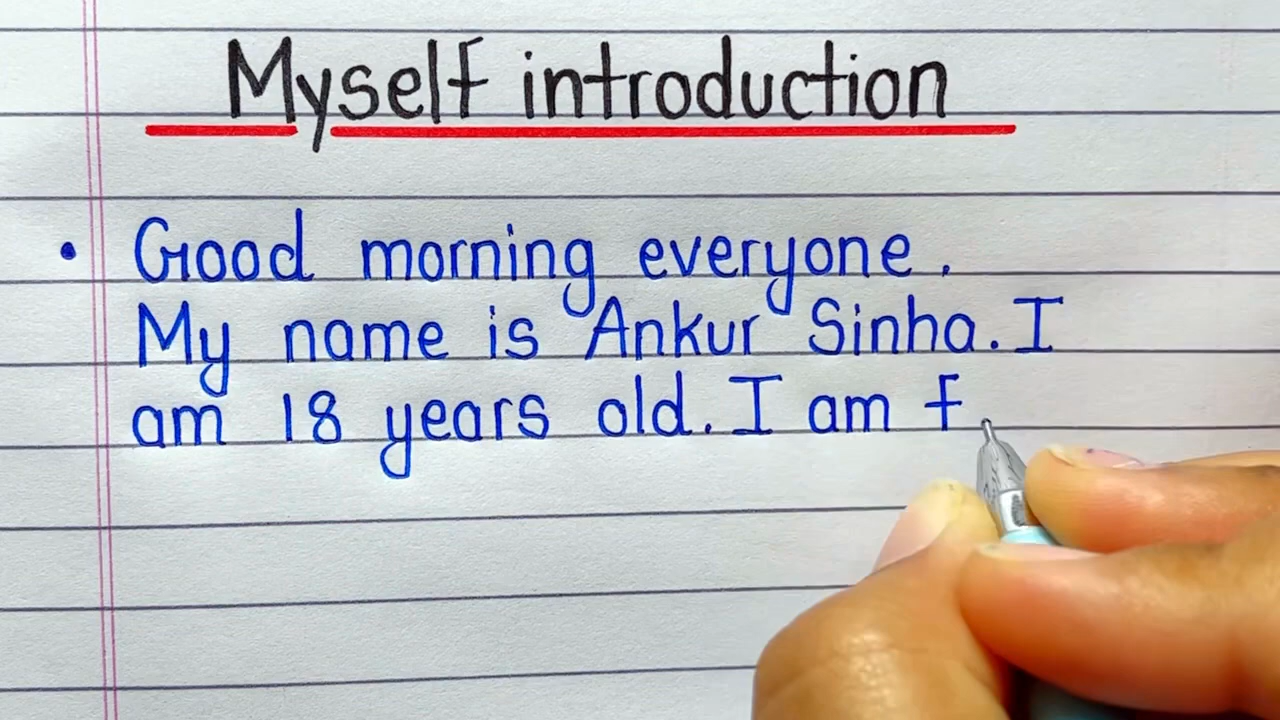 Myself introduction
• Good morning everyone.
My name is Ankur Sinha. I
am 18 years old. I am f